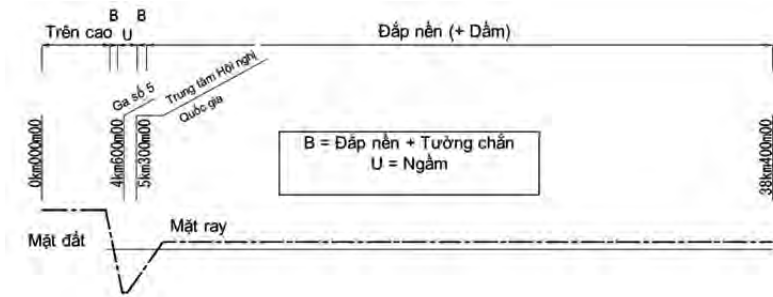 B B
Trên cao U Đắp nền (+ Dầm)
Ga số 5
Trung tâm Hội nghị
Quốc gia
0km000m00
4km600m00
5km300m00
38km400m00
B = Đắp nền + Tường chắn
U = Ngầm
Mặt đất
Mặt ray